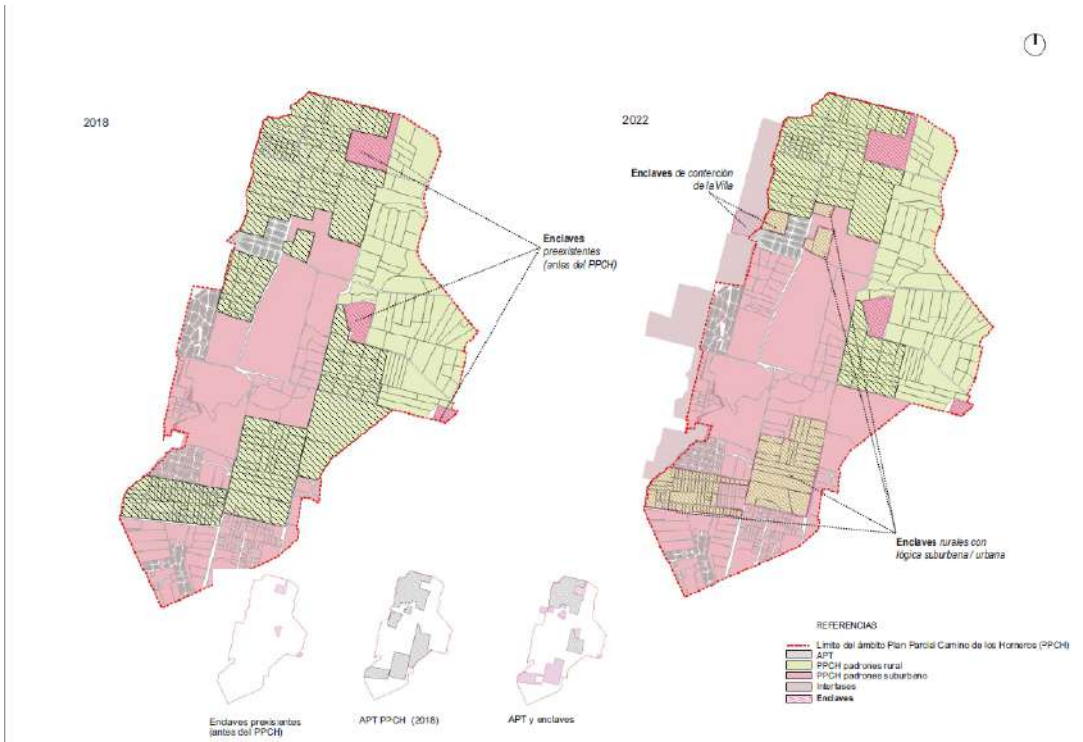 2018
2022
Enclaves de contención
de la Villa
Enclaves
preexistentes
(antes del PPCH)
Enclaves rurales con
lógica suburbana / urbana
Enclaves prexistentes
(antes del PPCH)
APT PPCH (2018)
APT y enclaves
REFERENCIAS
Límite del ámbito Plan Parcial Camino de los Horneros (PPCH)
APT
PPCH padrones rural
PPCH padrones suburbano
Interfases
Enclaves